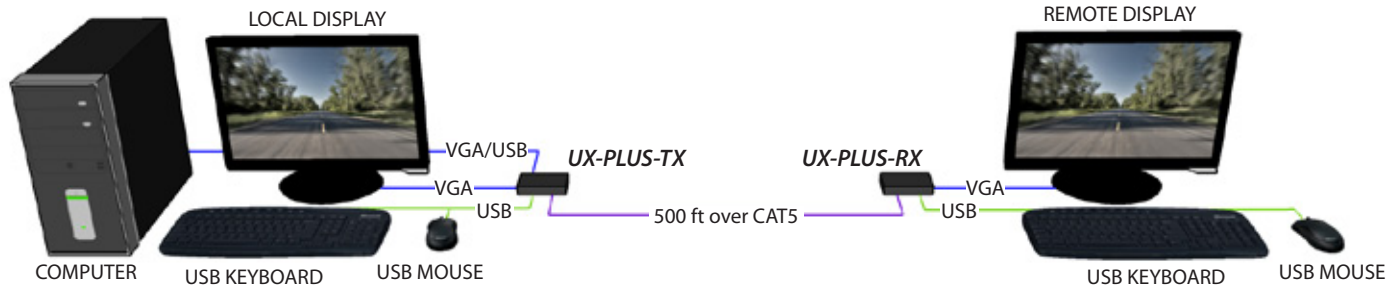 LOCAL DISPLAY
REMOTE DISPLAY
VGA/USB
UX-PLUS-TX
UX-PLUS-RX
VGA
VGA
USB
500 ft over CAT5
USB
COMPUTER
USB KEYBOARD
USB MOUSE
USB KEYBOARD
USB MOUSE